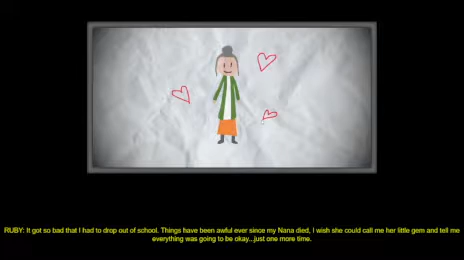 RUBY: It got so bad that I had to drop out of school. Things have been awful ever since my Nana died, I wish she could call me her little gem and tell me
everything was going to be okay...just one more time.